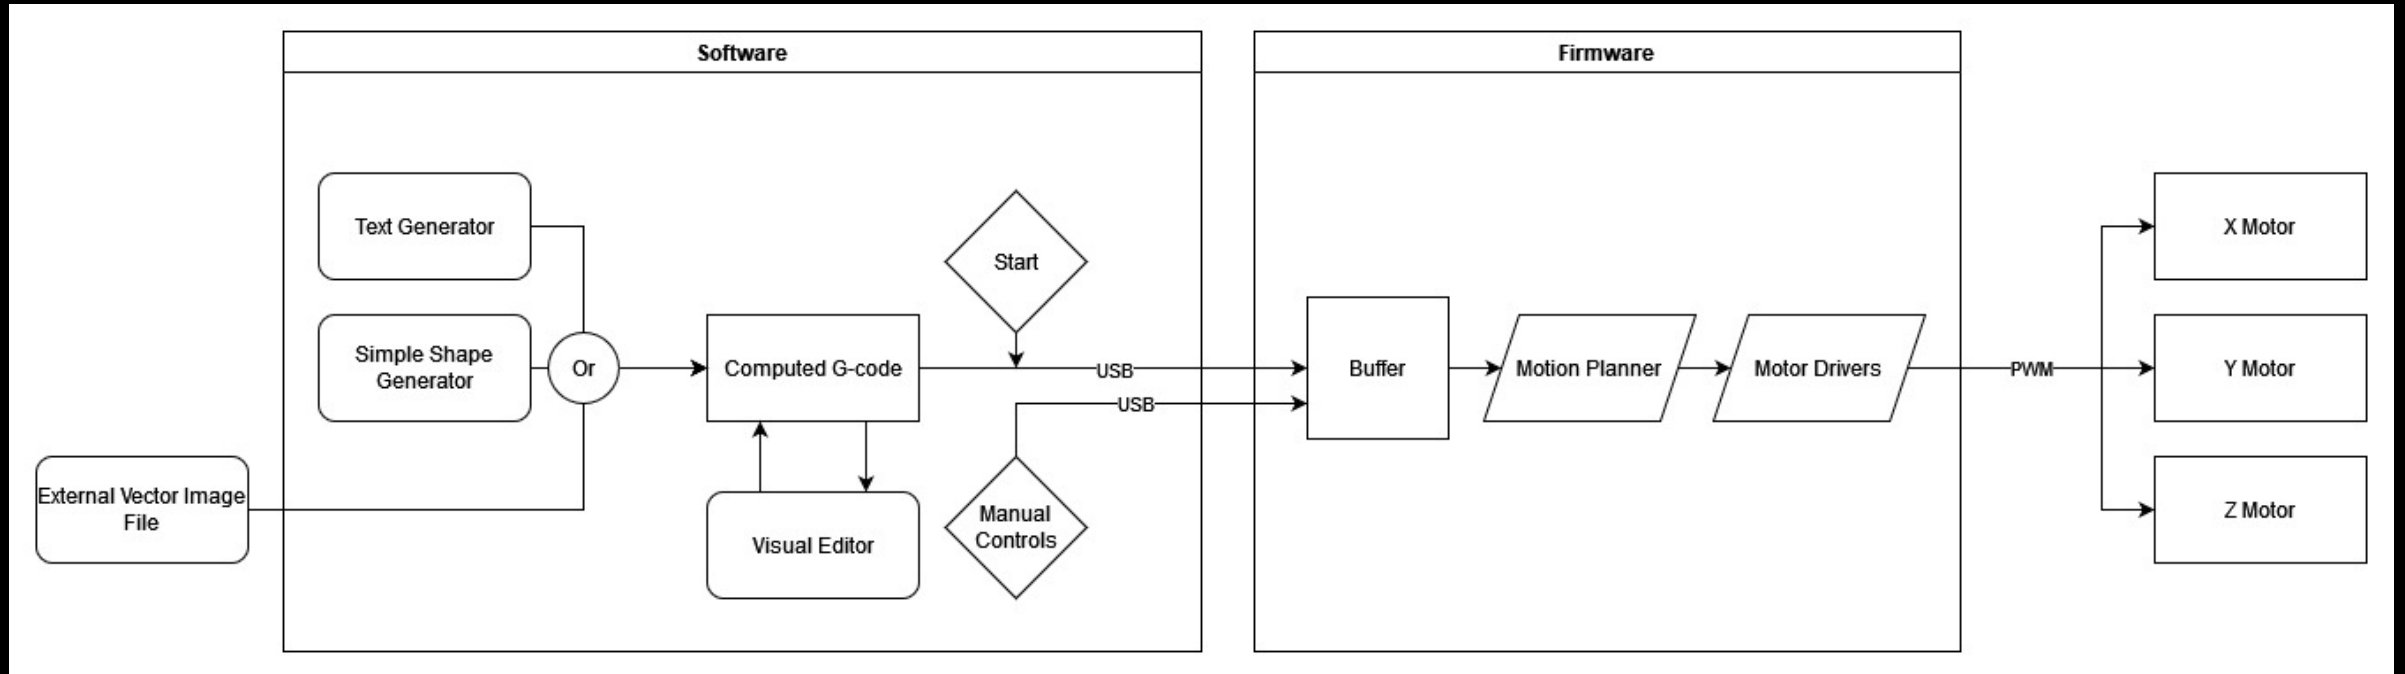 Software
Firmware
Text Generator
Simple Shape
Generator
External Vector Image
File
Or
Computed G-code
Visual Editor
Start
Manual
Controls
USB
USB
Buffer
Motion Planner
Motor Drivers
PWM
X Motor
Y Motor
Z Motor